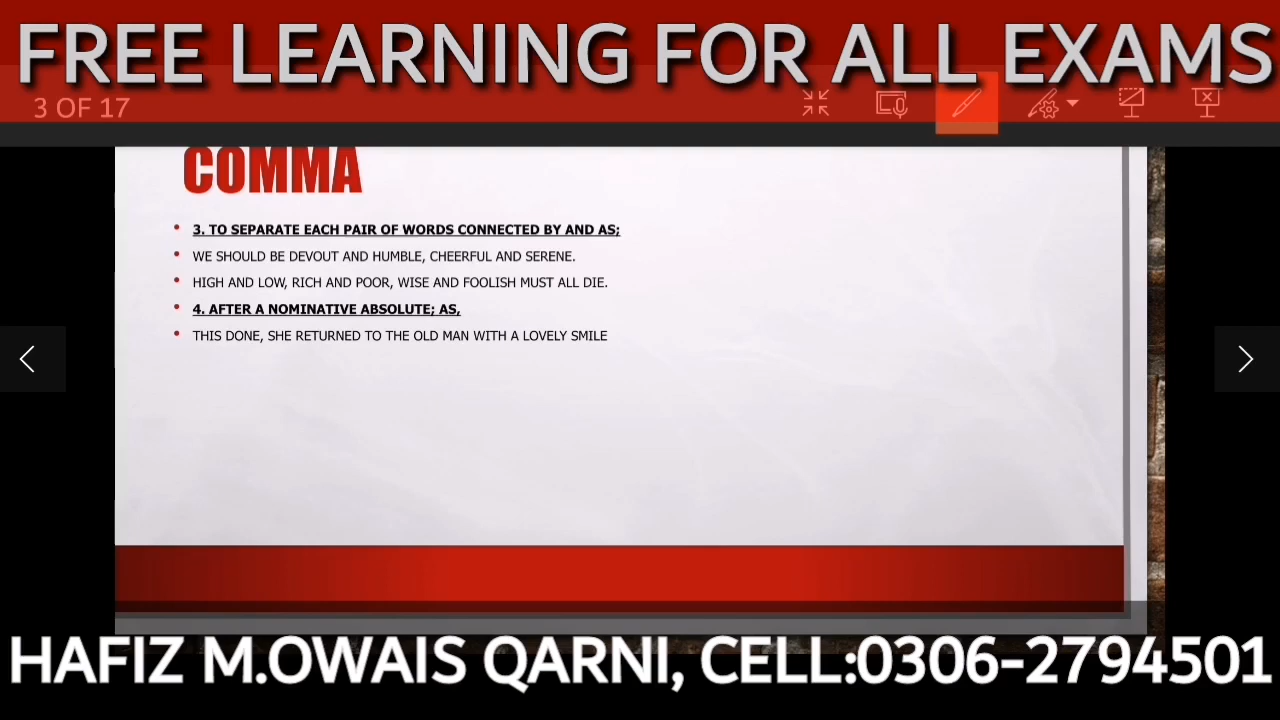 FREE LEARNING FOR ALL EXAMS
3 OF 17
COMMA
3. TO SEPARATE EACH PAIR OF WORDS CONNECTED BY AND AS;
WE SHOULD BE DEVOUT AND HUMBLE, CHEERFUL AND SERENE.
HIGH AND LOW, RICH AND POOR, WISE AND FOOLISH MUST ALL DIE.
4. AFTER A NOMINATIVE ABSOLUTE; AS,
THIS DONE, SHE RETURNED TO THE OLD MAN WITH A LOVELY SMILE
HAFIZ M.OWAIS QARNI, CELL:0306-2794501